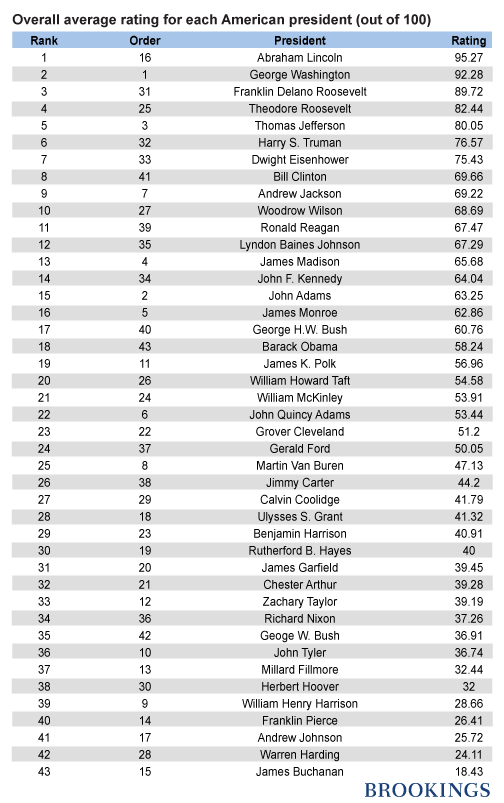 Overall average rating for each American president (out of 100)
Rank Order President Rating
1 16 Abraham Lincoln 95.27
2 1 George Washington 92.28
3 31 Franklin Delano Roosevelt 89.72
4 25 Theodore Roosevelt 82.44
5 3 Thomas Jefferson 80.05
6 32 Harry S. Truman 76.57
7 33 Dwight Eisenhower 75.43
8 41 Bill Clinton 69.66
9 7 Andrew Jackson 69.22
10 27 Woodrow Wilson 68.69
11 39 Ronald Reagan 67.47
12 35 Lyndon Baines Johnson 67.29
13 4 James Madison 65.68
14 34 John F. Kennedy 64.04
15 2 John Adams 63.25
16 5 James Monroe 62.86
17 40 George H.W. Bush 60.76
18 43 Barack Obama 58.24
19 11 James K. Polk 56.96
20 26 William Howard Taft 54.58
21 24 William McKinley 53.91
22 6 John Quincy Adams 53.44
23 22 Grover Cleveland 51.2
24 37 Gerald Ford 50.05
25 8 Martin Van Buren 47.13
26 38 Jimmy Carter 44.2
27 29 Calvin Coolidge 41.79
28 18 Ulysses S. Grant 41.32
29 23 Benjamin Harrison 40.91
30 19 Rutherford B. Hayes 40
31 20 James Garfield 39.45
32 21 Chester Arthur 39.28
33 12 Zachary Taylor 39.19
34 36 Richard Nixon 37.26
35 42 Geoge W. Bush 36.91
36 10 John Tyler 36.74
37 13 Millard Fillmore 32.44
38 30 Herbert Hoover 32
39 9 William Henry Harrison 28.66
40 14 Franklin Pierce 26.41
41 17 Andrew Johnson 25.72
42 28 Warren Harding 24.11
43 15 James Buchanan 18.43
BROOKINGS